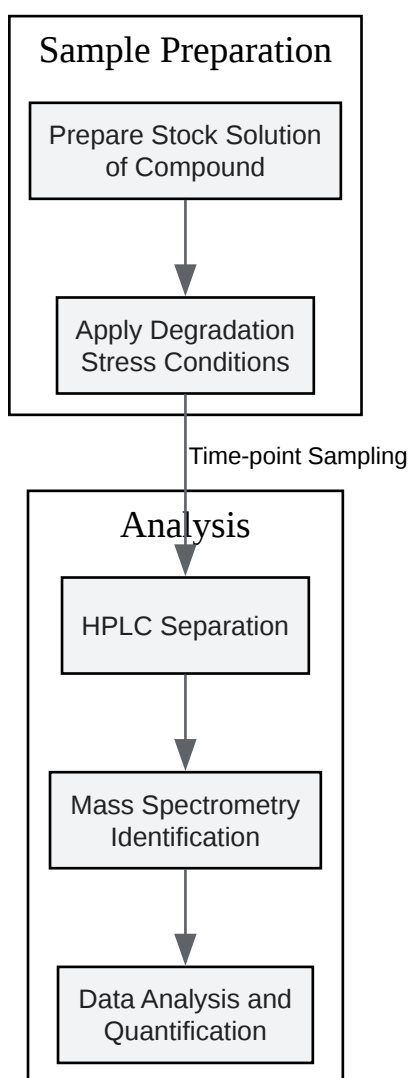 Sample Preparation
Prepare Stock Solution
of Compound
Apply Degradation
Stress Conditions
Time-point Sampling
Analysis
HPLC Separation
Mass Spectrometry
Identification
Data Analysis and
Quantification